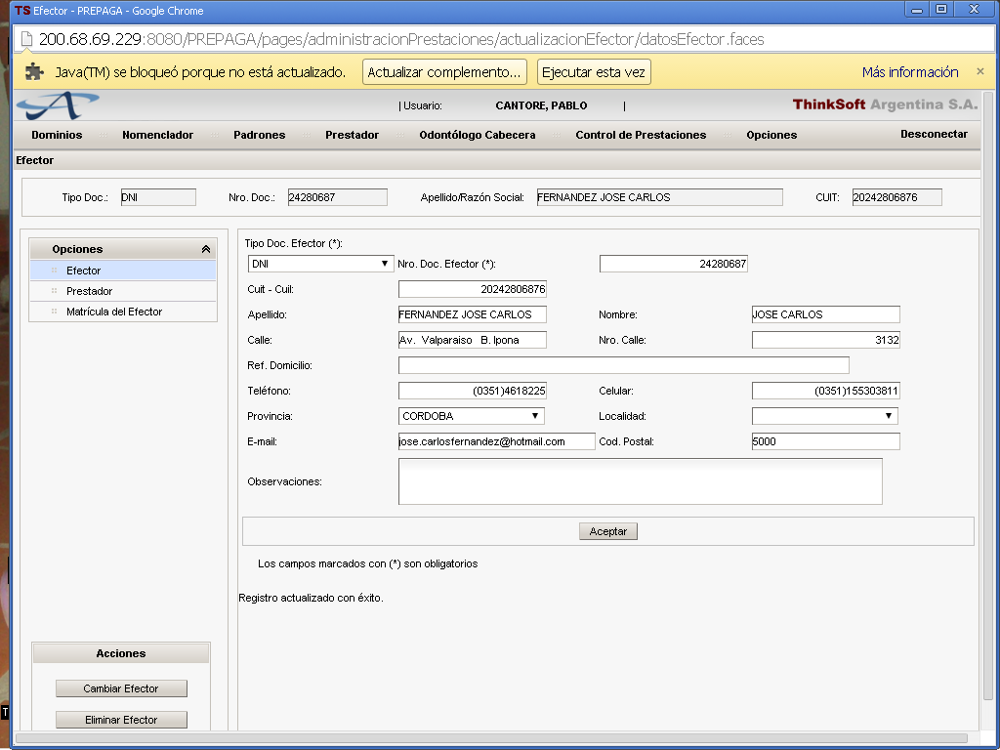 TS Efector - PREPAGA - Google Chrome
200.68.69.229:8080/PREPAGA/pages/administracionPrestaciones/actualizacionEfector/datosEfector.faces
Java(TM) se bloqueó porque no está actualizado. Actualizar complemento... Ejecutar esta vez Más información ×
| Usuario: CANTORE, PABLO | ThinkSoft Argentina S.A.
Dominios Nomenclador Padrones Prestador Odontólogo Cabecera Control de Prestaciones Opciones Desconectar
Efector
Tipo Doc.: DNI Nro. Doc.: 24280687 Apellido/Razón Social: FERNANDEZ JOSE CARLOS CUIT: 20242806876
Opciones
Efector
Prestador
Matrícula del Efector
Tipo Doc. Efector (*):
DNI Nro. Doc. Efector (*): 24280687
Cuit - Cuil: 20242806876
Apellido: FERNANDEZ JOSE CARLOS Nombre: JOSE CARLOS
Calle: Av. Valparaiso B. Ipona Nro. Calle: 3132
Ref. Domicilio:
Teléfono: (0351)4618225 Celular: (0351)155303811
Provincia: CORDOBA Localidad:
E-mail: jose.carlosfernandez@hotmail.com Cod. Postal: 5000
Observaciones:
Aceptar
Los campos marcados con (*) son obligatorios
Registro actualizado con éxito.
Acciones
Cambiar Efector
Eliminar Efector
T